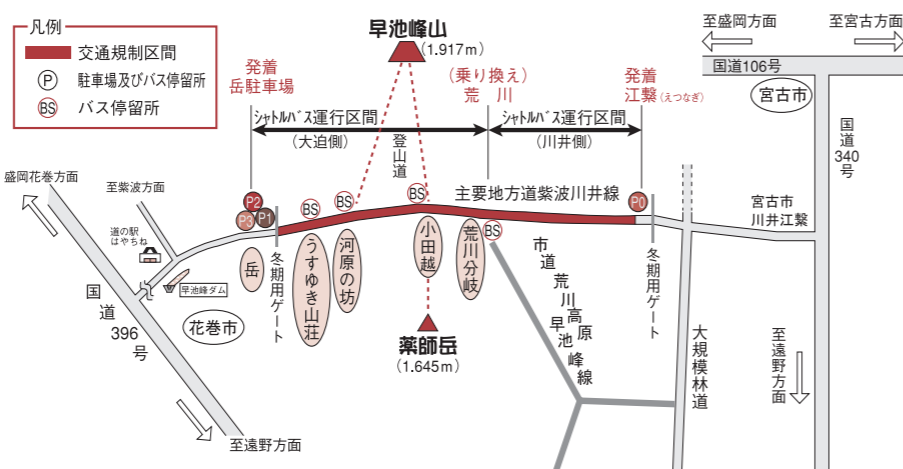 凡例
交通規制区間
P 駐車場及びバス停留所
BS バス停留所
早池峰山
(1.917m)
至盛岡方面
至宮古方面
国道106号
宮古市
国道340号
発着
岳駐車場
(乗り換え)
荒川
発着
江繋(えつなぎ)
シャトルバス運行区間
(大迫側)
シャトルバス運行区間
(川井側)
登山道
盛岡花巻方面
至紫波方面
道の駅
はやちね
早池峰ダム
国道396号
花巻市
至遠野方面
P2
P3
P1
BS
BS
BS
BS
P0
主要地方道紫波川井線
宮古市
川井江繋
岳
冬期用ゲート
うすゆき山荘
河原の坊
小田越
荒川分岐
市道荒川高原早池峰線
冬期用ゲート
大規模林道
至遠野方面
薬師岳
(1.645m)